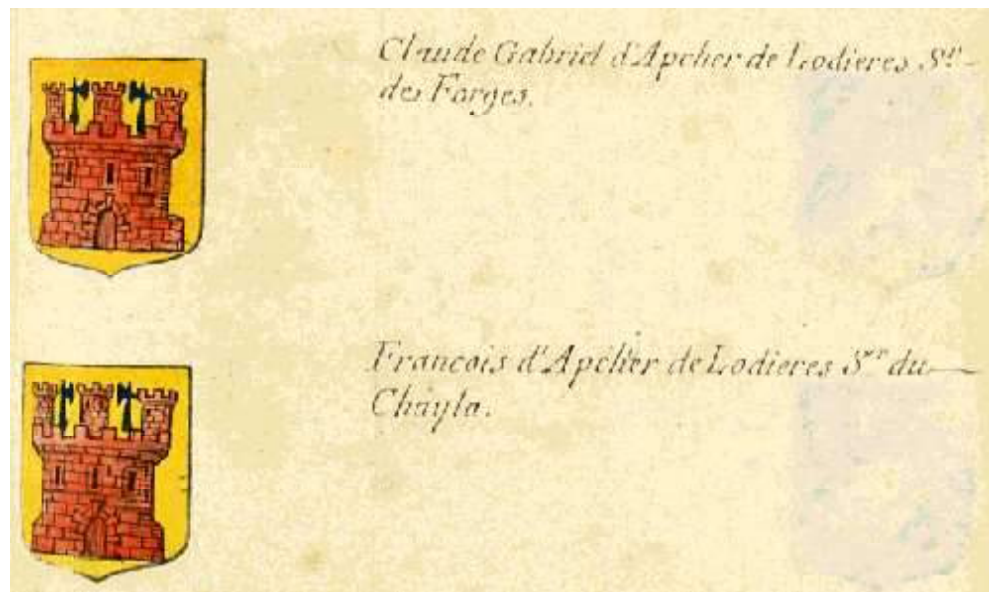 Claude Gabriel d'Apcher de Lodieres Sr
des Farges.
Francois d'Apcher de Lodieres Sr du
Chayla.